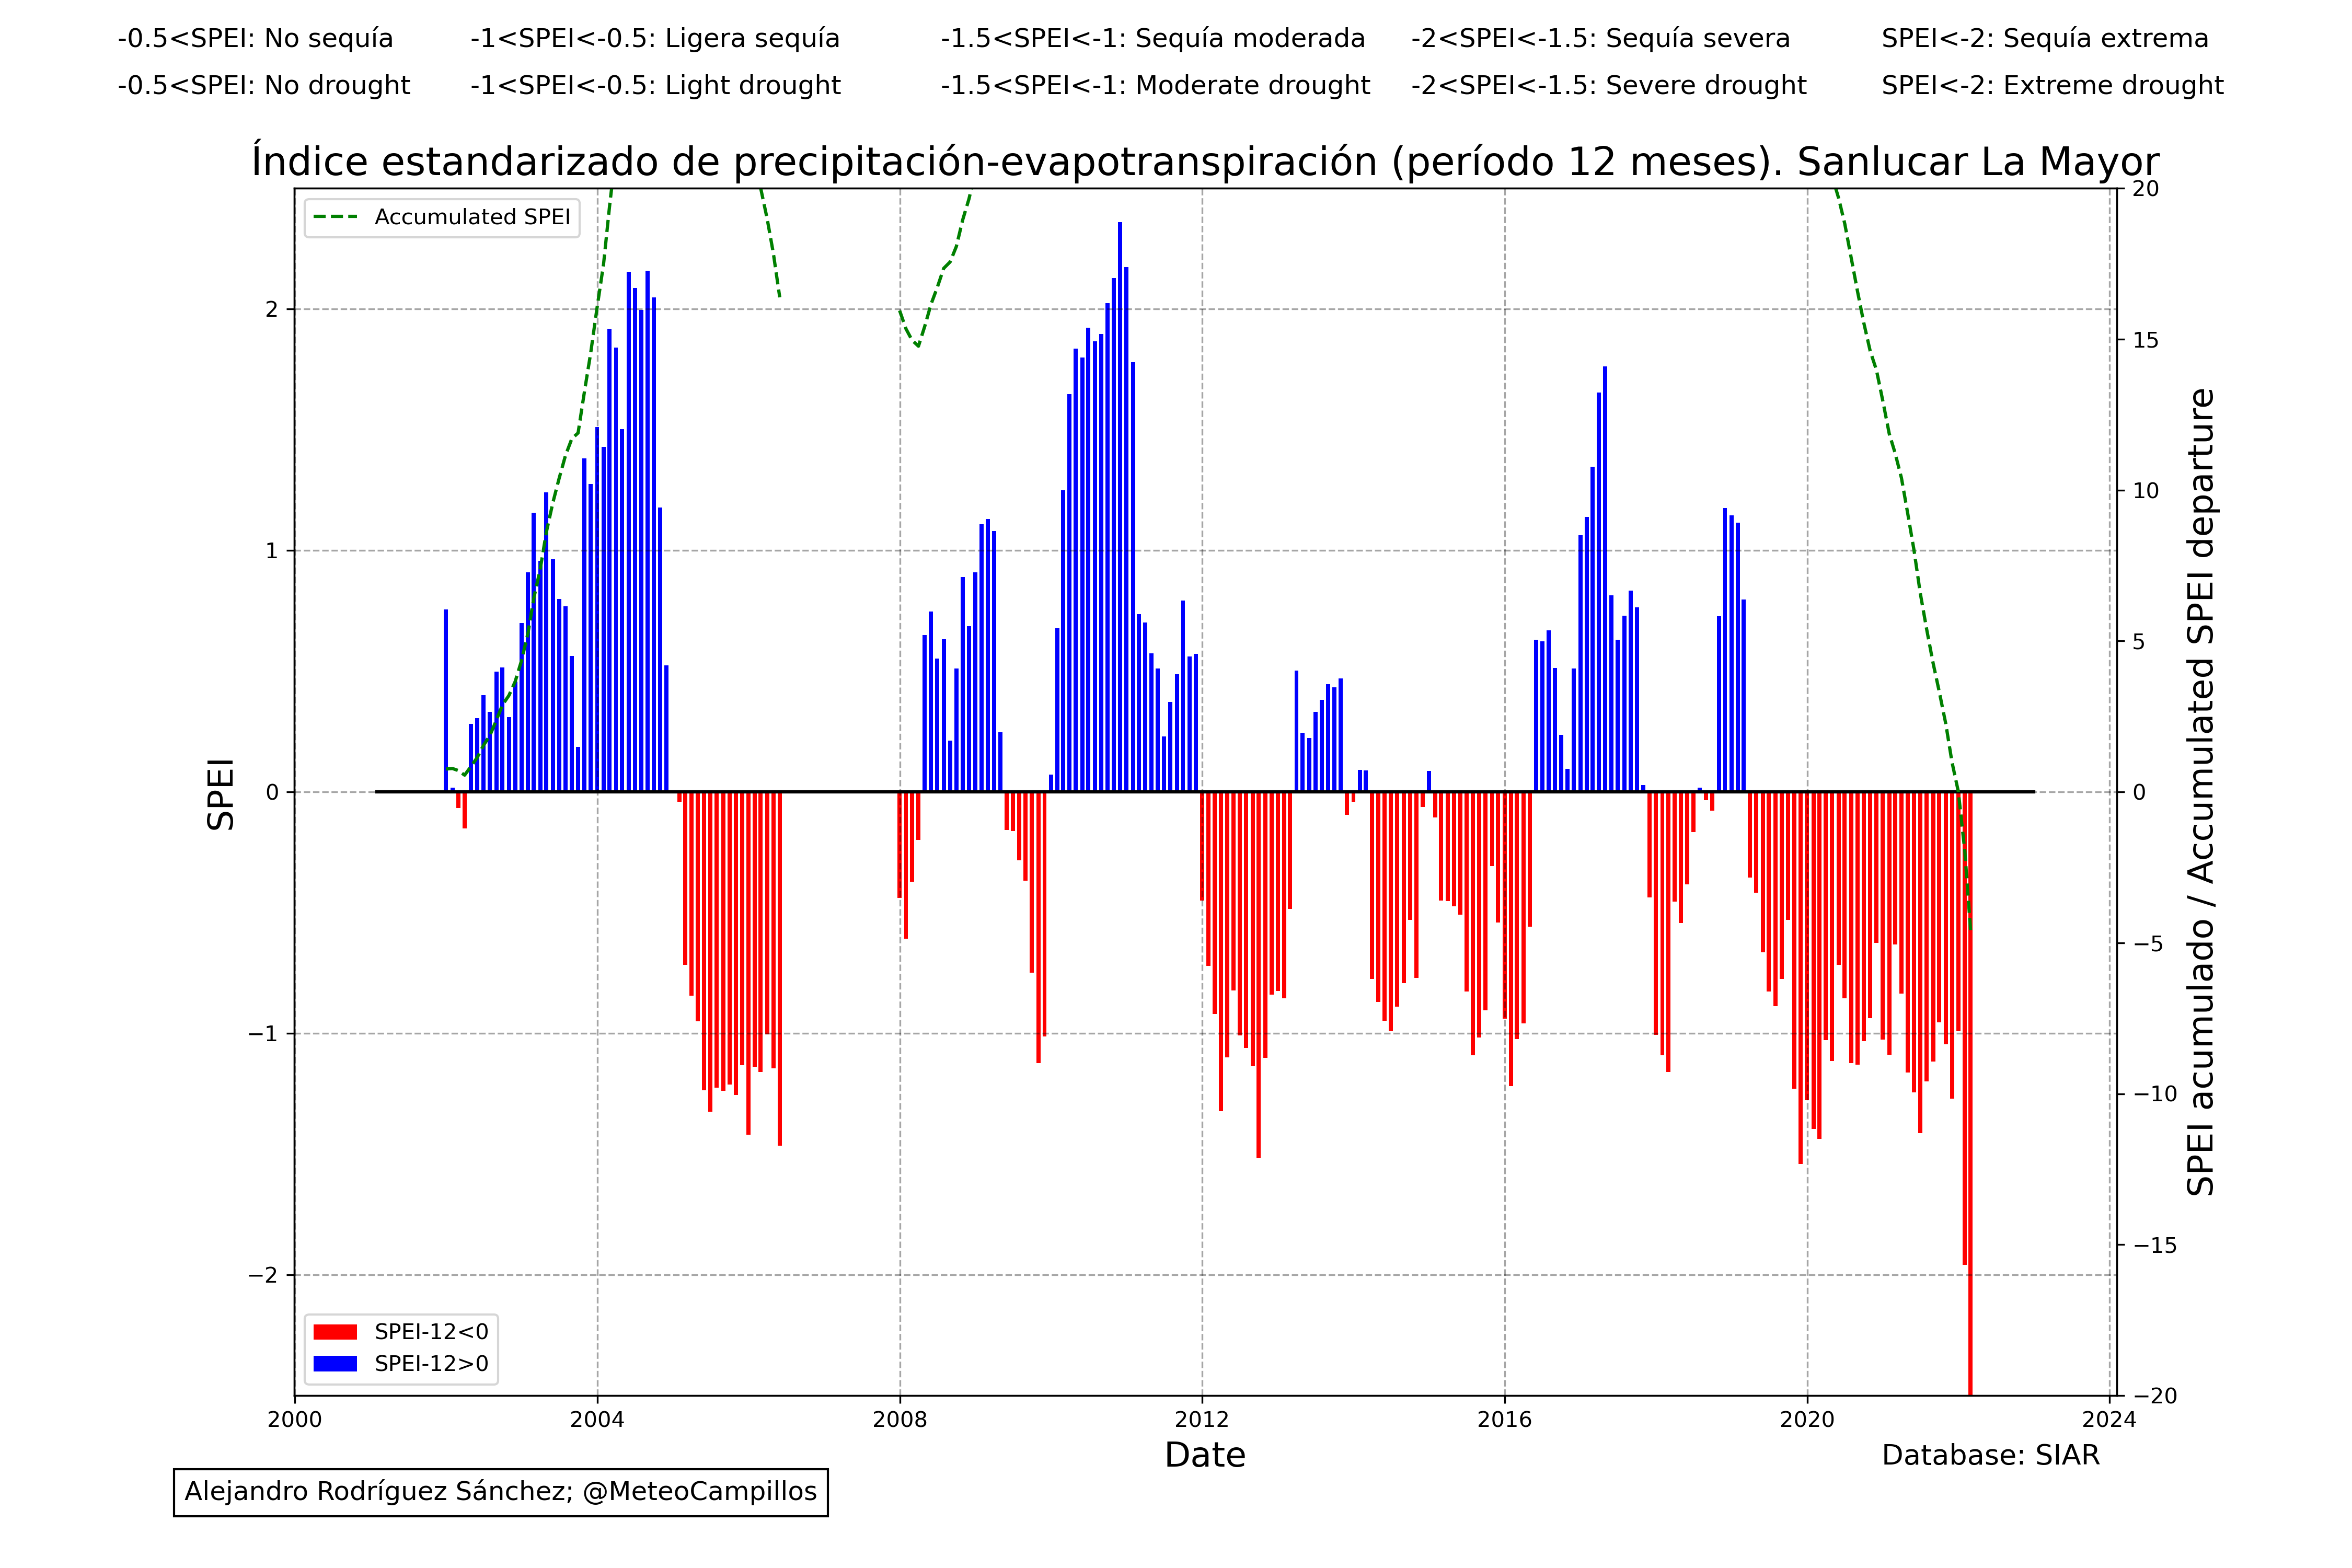 -0.5<SPEI: No sequía -1<SPEI<-0.5: Ligera sequía -1.5<SPEI<-1: Sequía moderada -2<SPEI<-1.5: Sequía severa SPEI<-2: Sequía extrema
-0.5<SPEI: No drought -1<SPEI<-0.5: Light drought -1.5<SPEI<-1: Moderate drought -2<SPEI<-1.5: Severe drought SPEI<-2: Extreme drought
Índice estandarizado de precipitación-evapotranspiración (período 12 meses). Sanlucar La Mayor
Accumulated SPEI
SPEI
2
1
0
−1
−2
20
15
10
5
0
−5
−10
−15
−20
SPEI acumulado / Accumulated SPEI departure
SPEI-12<0
SPEI-12>0
2000 2004 2008 2012 2016 2020 2024
Date
Database: SIAR
Alejandro Rodríguez Sánchez; @MeteoCampillos